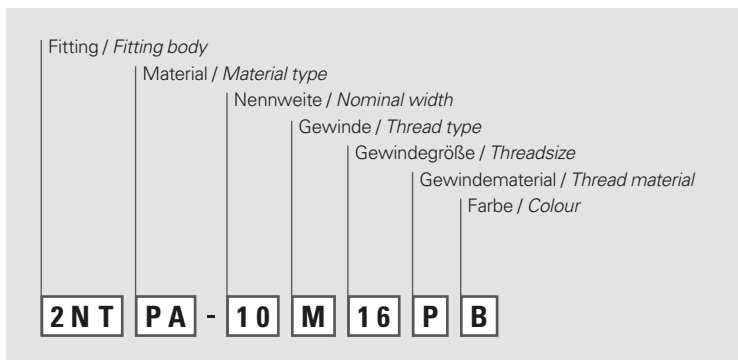 Fitting / Fitting body
Material / Material type
Nennweite / Nominal width
Gewinde / Thread type
Gewindegröße / Threadsize
Gewindematerial / Thread material
Farbe / Colour
2NT PA - 10 M 16 P B